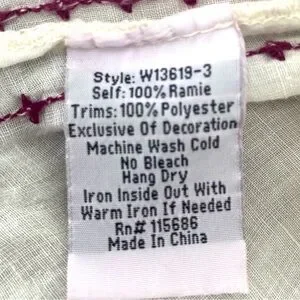 Style: W13619-3
Self: 100% Ramie
Trims: 100% Polyester
Exclusive Of Decoration
Machine Wash Cold
No Bleach
Hang Dry
Iron Inside Out With
Warm Iron If Needed
Rn# 115686
Made In China